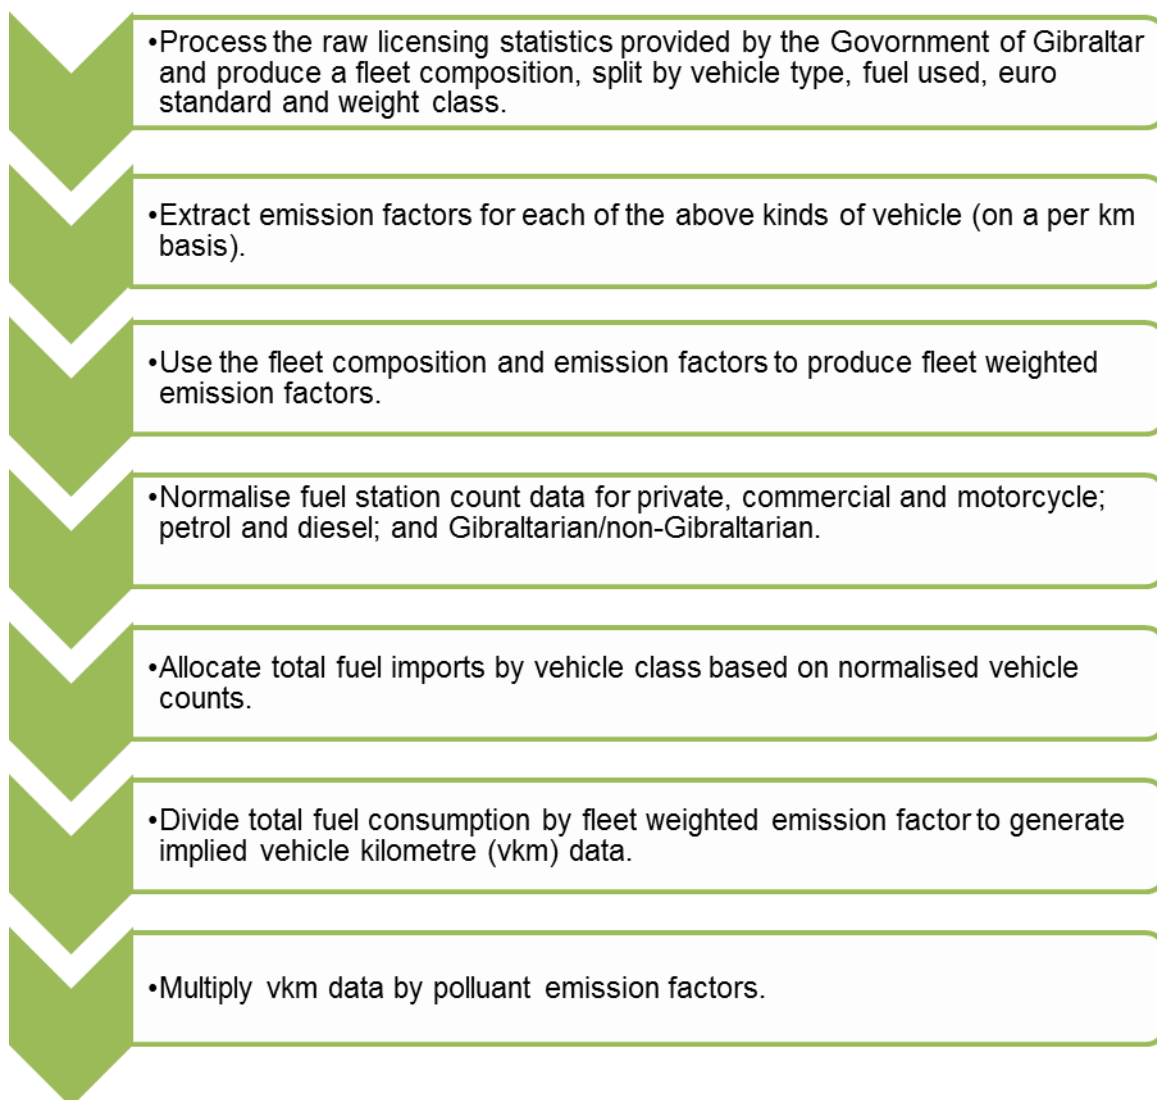 •Process the raw licensing statistics provided by the Govornment of Gibraltar
and produce a fleet composition, split by vehicle type, fuel used, euro
standard and weight class.
•Extract emission factors for each of the above kinds of vehicle (on a per km
basis).
•Use the fleet composition and emission factors to produce fleet weighted
emission factors.
•Normalise fuel station count data for private, commercial and motorcycle;
petrol and diesel; and Gibraltarian/non-Gibraltarian.
•Allocate total fuel imports by vehicle class based on normalised vehicle
counts.
•Divide total fuel consumption by fleet weighted emission factor to generate
implied vehicle kilometre (vkm) data.
•Multiply vkm data by polluant emission factors.